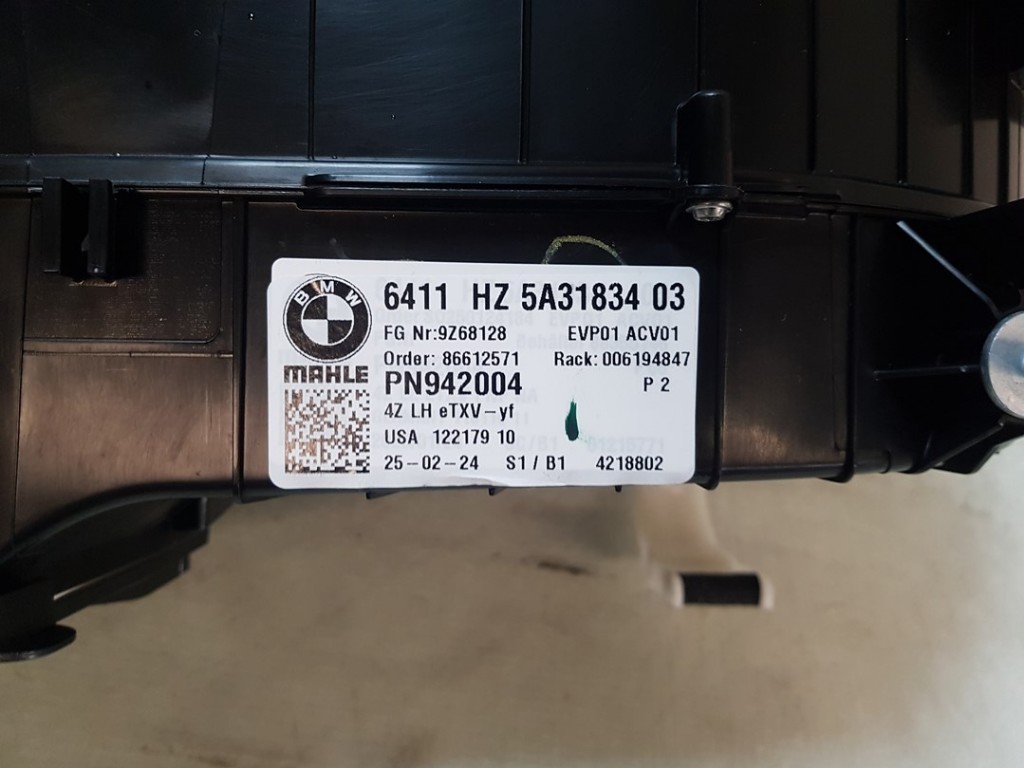 BMW
6411 HZ 5A31834 03
FG Nr:9Z68128 EVP01 ACV01
Order: 86612571 Rack: 006194847
MAHLE
PN942004 P 2
4Z LH eTXV-yf
USA 122179 10
25-02-24 S1/B1 4218802